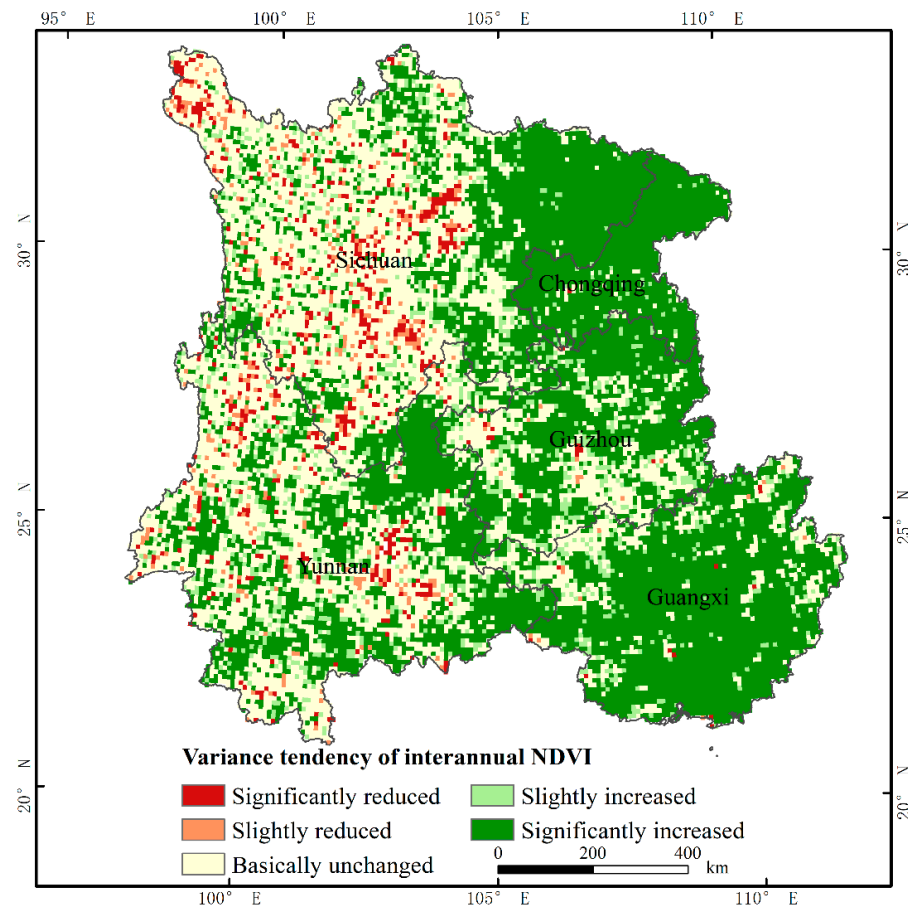 95° E 100° E 105° E 110° E
30° N
30° N
Sichuan
Chongqing
Guizhou
25° N
25° N
Yunnan
Guangxi
Variance tendency of interannual NDVI
Significantly reduced Slightly increased
Slightly reduced Significantly increased
Basically unchanged 0 200 400
km
20° N
20° N
100° E 105° E 110° E